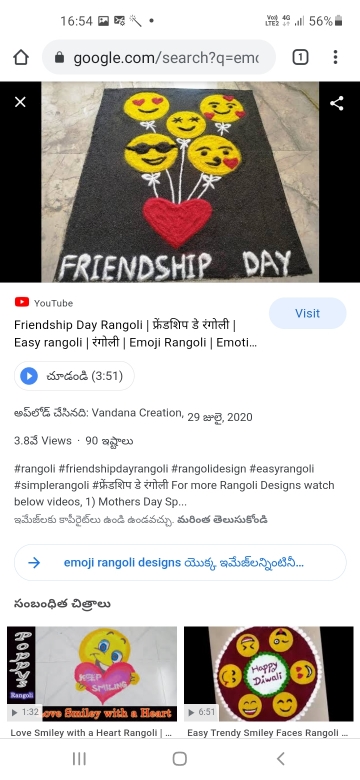 16:54
Vo))
LTE2
4G
56%
google.com/search?q=emo
1
FRIENDSHIP DAY
YouTube
Visit
Friendship Day Rangoli | फ्रेंडशिप डे रंगोली |
Easy rangoli | रंगोली | Emoji Rangoli | Emoti...
చూడండి (3:51)
అప్‌లోడ్ చేసినది: Vandana Creation, 29 జులై, 2020
3.8వే Views · 90 ఇష్టాలు
#rangoli #friendshipdayrangoli #rangolidesign #easyrangoli
#simplerangoli #फ्रेंडशिप डे रंगोली For more Rangoli Designs watch
below videos, 1) Mothers Day Sp...
ఇమేజ్‌లకు కాపీరైట్‌లు ఉండి ఉండవచ్చు. మరింత తెలుసుకోండి
emoji rangoli designs యొక్క ఇమేజ్‌లన్నింటినీ...
సంబంధిత చిత్రాలు
POPPY'S
Rangoli
KEEP
SMILING
1:32
Love Smiley with a Heart
Happy
Diwali
6:51
Love Smiley with a Heart Rangoli | ...
Easy Trendy Smiley Faces Rangoli ...